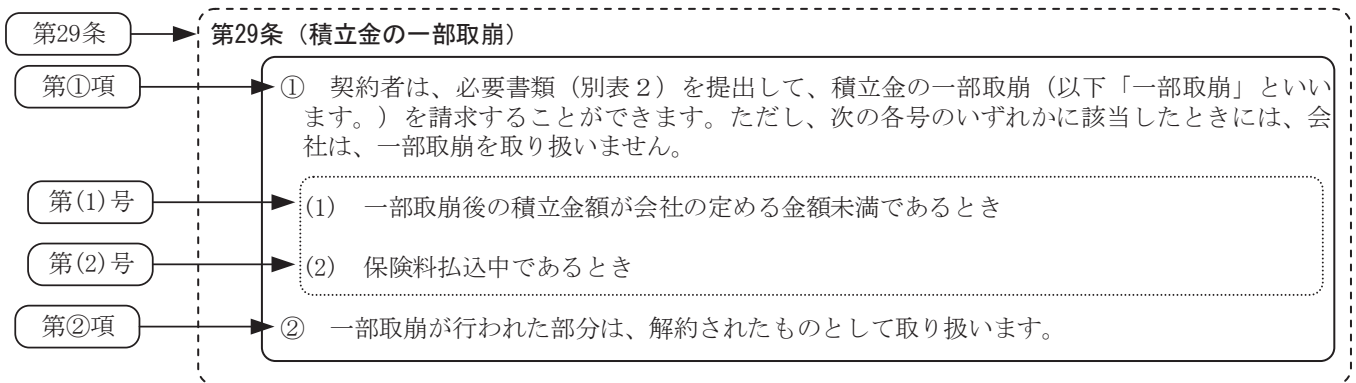 第29条
第29条（積立金の一部取崩）
第①項
①　契約者は、必要書類（別表２）を提出して、積立金の一部取崩（以下「一部取崩」といい
ます。）を請求することができます。ただし、次の各号のいずれかに該当したときには、会
社は、一部取崩を取り扱いません。
第(1)号
(1)　一部取崩後の積立金額が会社の定める金額未満であるとき
第(2)号
(2)　保険料払込中であるとき
第②項
②　一部取崩が行われた部分は、解約されたものとして取り扱います。